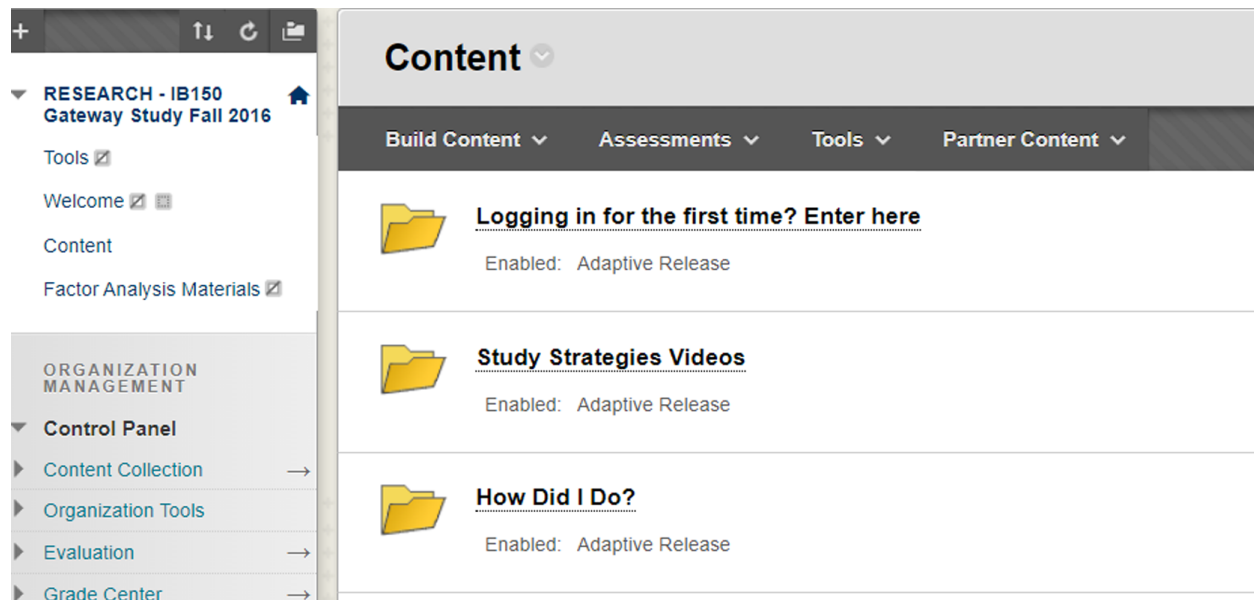 RESEARCH - IB150
Gateway Study Fall 2016
Tools
Welcome
Content
Factor Analysis Materials
ORGANIZATION
MANAGEMENT
Control Panel
Content Collection
Organization Tools
Evaluation
Grade Center
Content
Build Content
Assessments
Tools
Partner Content
Logging in for the first time? Enter here
Enabled: Adaptive Release
Study Strategies Videos
Enabled: Adaptive Release
How Did I Do?
Enabled: Adaptive Release